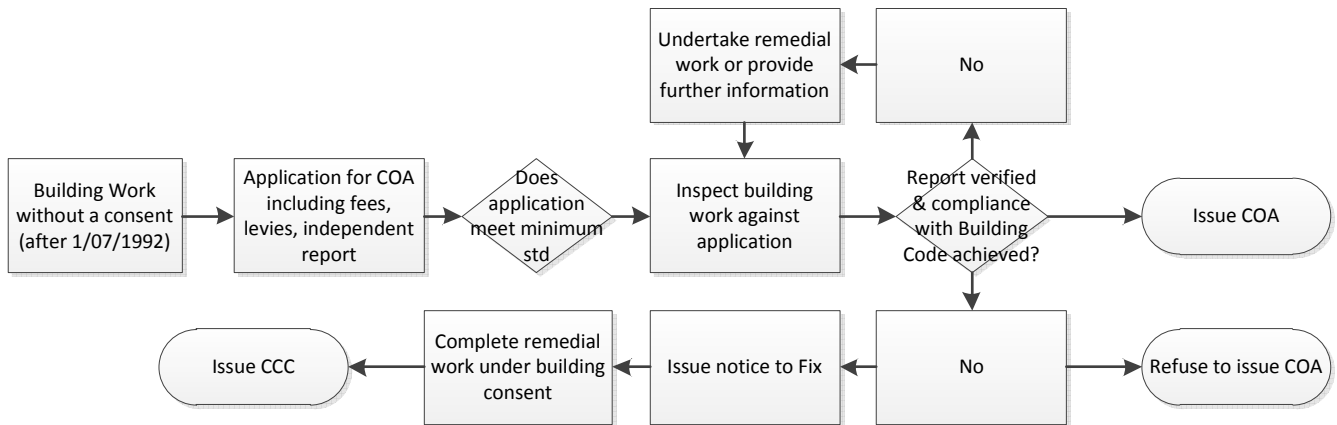 Undertake remedial
work or provide
further information
No
Building Work
without a consent
(after 1/07/1992)
Application for COA
including fees,
levies, independent
report
Does
application
meet minimum
std
Inspect building
work against
application
Report verified
& compliance
with Building
Code achieved?
Issue COA
Issue CCC
Complete remedial
work under building
consent
Issue notice to Fix
No
Refuse to issue COA